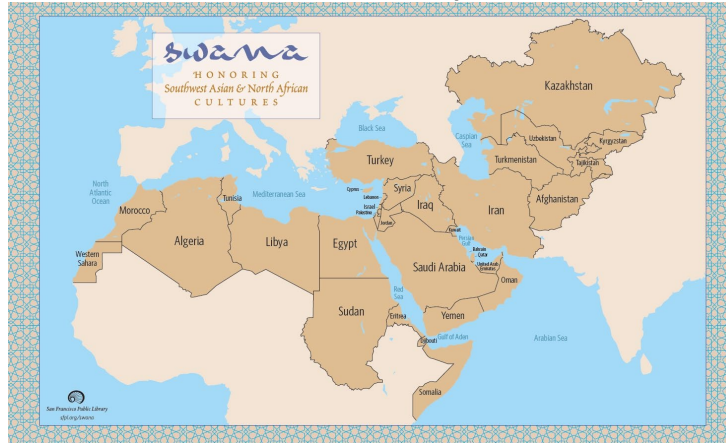 swana
HONORING
Southwest Asian & North African
CULTURES
Kazakhstan
Black Sea
Caspian
Sea
Uzbekistan
Kyrgyzstan
Turkmenistan
Tajikistan
Turkey
North
Atlantic
Ocean
Mediterranean Sea
Cyprus
Syria
Lebanon
Israel
Palestine
Jordan
Iraq
Iran
Afghanistan
Morocco
Tunisia
Algeria
Libya
Egypt
Kuwait
Persian
Gulf
Bahrain
Qatar
United Arab
Emirates
Saudi Arabia
Oman
Western
Sahara
Red
Sea
Sudan
Eritrea
Yemen
Djibouti
Gulf of Adan
Arabian Sea
Somalia
San Francisco Public Library
sfpl.org/swana